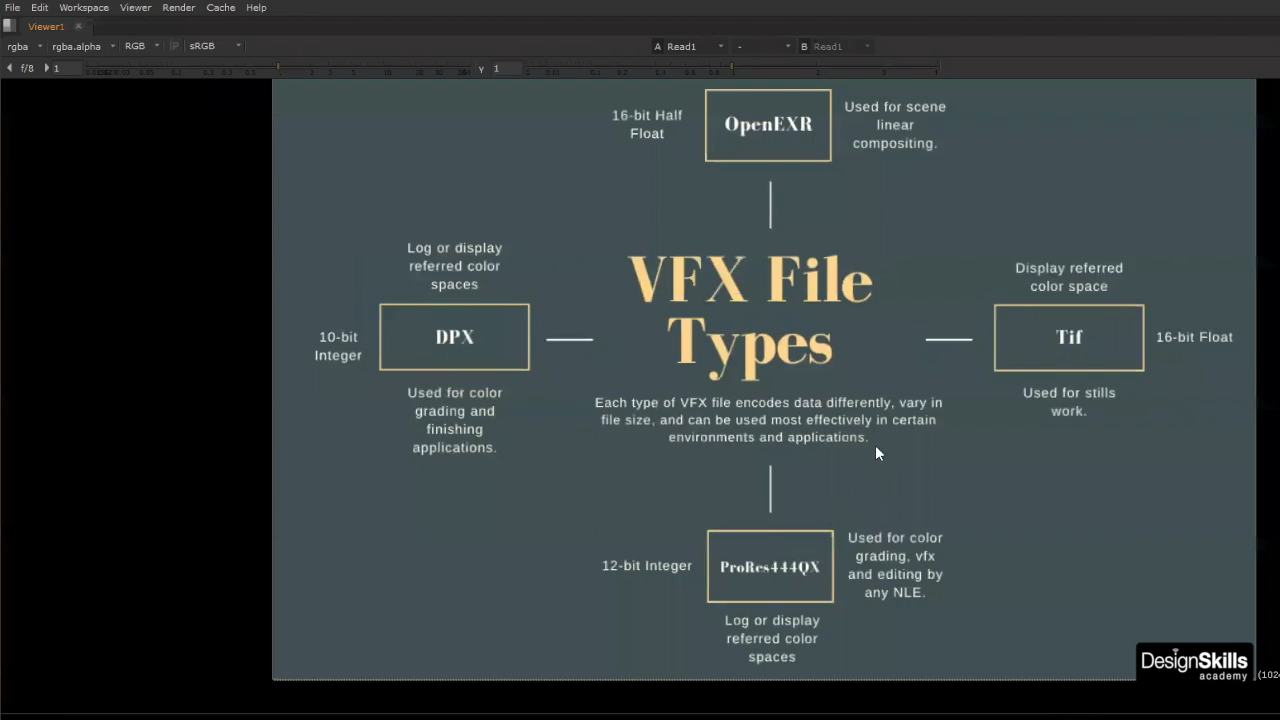 File Edit Workspace Viewer Render Cache Help
Viewer1
rgba rgba.alpha RGB IP sRGB A Read1 - B Read1
f/8 1 Y 1
16-bit Half
Float
OpenEXR
Used for scene
linear
compositing.
Log or display
referred color
spaces
10-bit
Integer
DPX
Used for color
grading and
finishing
applications.
VFX File
Types
Each type of VFX file encodes data differently, vary in
file size, and can be used most effectively in certain
environments and applications.
Display referred
color space
Tif
16-bit Float
Used for stills
work.
12-bit Integer
ProRes444QX
Used for color
grading, vfx
and editing by
any NLE.
Log or display
referred color
spaces
DesignSkills
academy